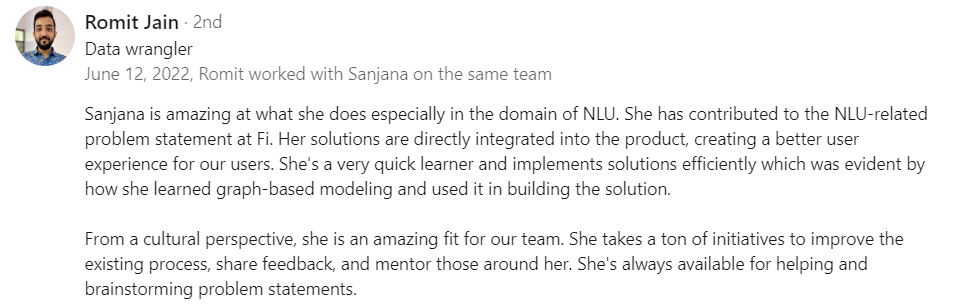 Romit Jain · 2nd
Data wrangler
June 12, 2022, Romit worked with Sanjana on the same team
Sanjana is amazing at what she does especially in the domain of NLU. She has contributed to the NLU-related
problem statement at Fi. Her solutions are directly integrated into the product, creating a better user
experience for our users. She's a very quick learner and implements solutions efficiently which was evident by
how she learned graph-based modeling and used it in building the solution.
From a cultural perspective, she is an amazing fit for our team. She takes a ton of initiatives to improve the
existing process, share feedback, and mentor those around her. She's always available for helping and
brainstorming problem statements.